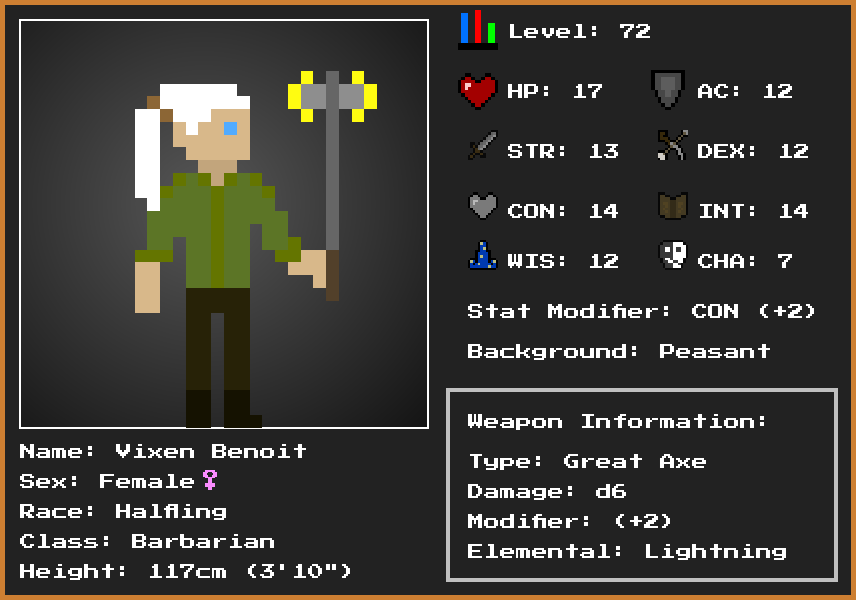 Level: 72
HP: 17
AC: 12
STR: 13
DEX: 12
CON: 14
INT: 14
WIS: 12
CHA: 7
Stat Modifier: CON (+2)
Background: Peasant
Weapon Information:
Type: Great Axe
Damage: d6
Modifier: (+2)
Elemental: Lightning
Name: Vixen Benoit
Sex: Female♀
Race: Halfling
Class: Barbarian
Height: 117cm (3'10")